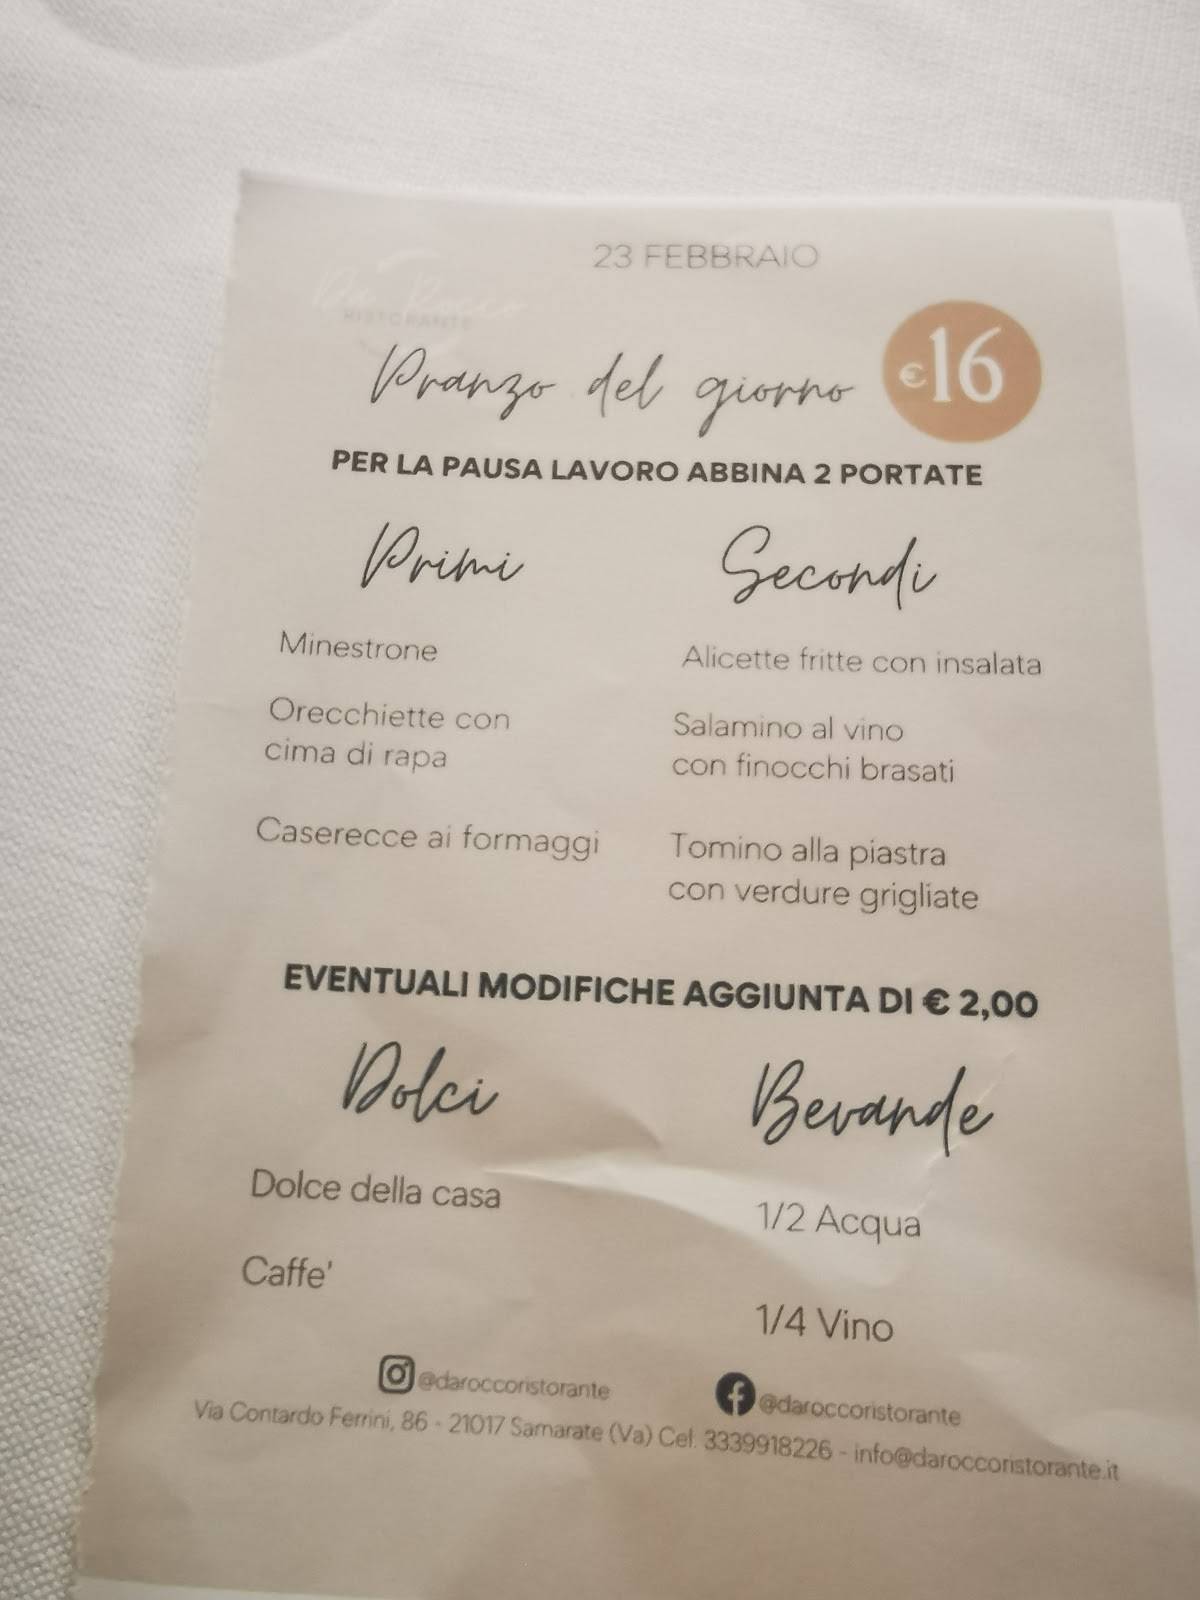 23 FEBBRAIO
Da Rocco
RISTORANTE
Pranzo del giorno
€16
PER LA PAUSA LAVORO ABBINA 2 PORTATE
Primi
Minestrone
Orecchiette con
cima di rapa
Caserecce ai formaggi
Secondi
Alicette fritte con insalata
Salamino al vino
con finocchi brasati
Tomino alla piastra
con verdure grigliate
EVENTUALI MODIFICHE AGGIUNTA DI € 2,00
Dolci
Dolce della casa
Caffe'
Bevande
1/2 Acqua
1/4 Vino
@daroccoristorante
@daroccoristorante
Via Contardo Ferrini, 86 - 21017 Samarate (Va) Cel. 3339918226 - info@daroccoristorante.it